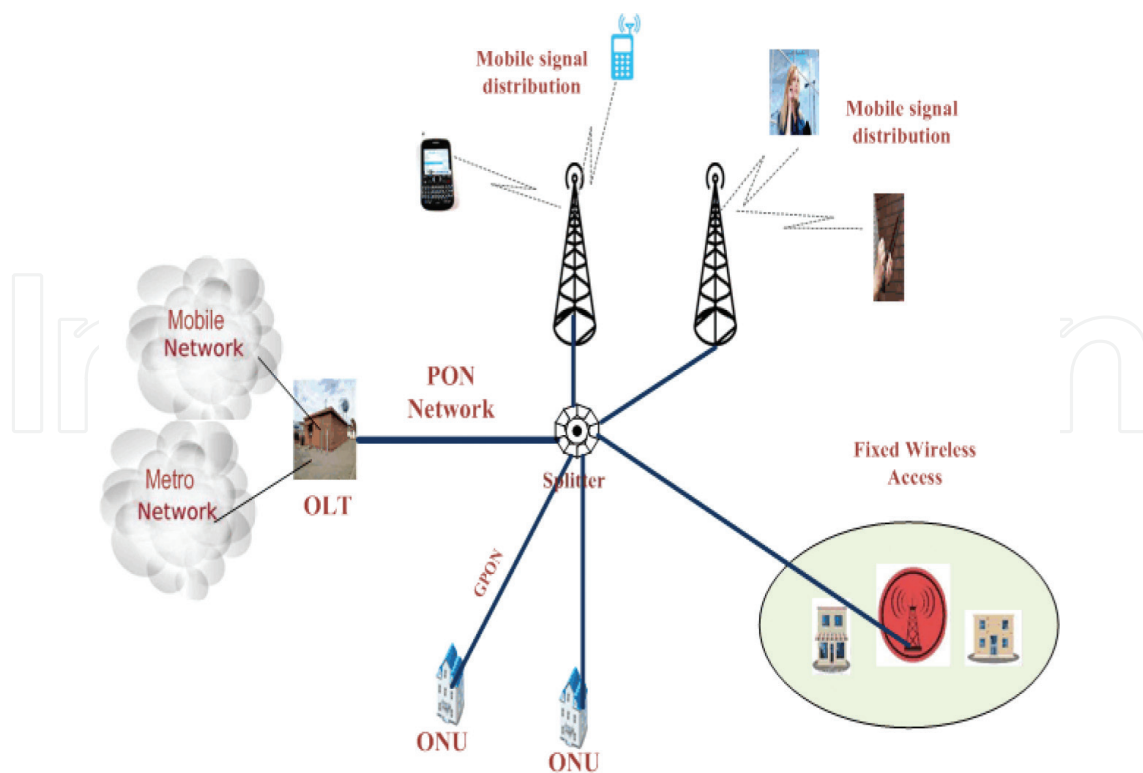 Mobile signal
distribution
Mobile signal
distribution
Mobile
Network
PON
Network
Metro
Network
OLT
Splitter
Fixed Wireless
Access
GPON
ONU
ONU